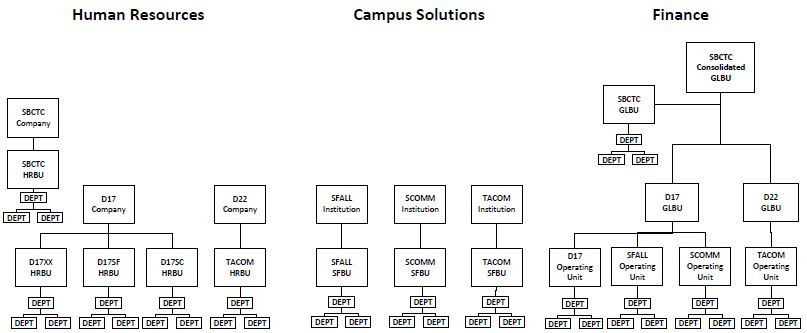 Human Resources
Campus Solutions
Finance
SBCTC
Company
SBCTC
HRBU
DEPT
DEPT
DEPT
D17
Company
D22
Company
D17XX
HRBU
D17SF
HRBU
D17SC
HRBU
TACOM
HRBU
DEPT
DEPT
DEPT
DEPT
DEPT
DEPT
DEPT
DEPT
DEPT
DEPT
DEPT
DEPT
SFALL
Institution
SCOMM
Institution
TACOM
Institution
SFALL
SFBU
SCOMM
SFBU
TACOM
SFBU
DEPT
DEPT
DEPT
DEPT
DEPT
DEPT
DEPT
DEPT
DEPT
SBCTC
Consolidated
GLBU
SBCTC
GLBU
DEPT
DEPT
DEPT
D17
GLBU
D22
GLBU
D17
Operating
Unit
SFALL
Operating
Unit
SCOMM
Operating
Unit
TACOM
Operating
Unit
DEPT
DEPT
DEPT
DEPT
DEPT
DEPT
DEPT
DEPT
DEPT
DEPT
DEPT
DEPT